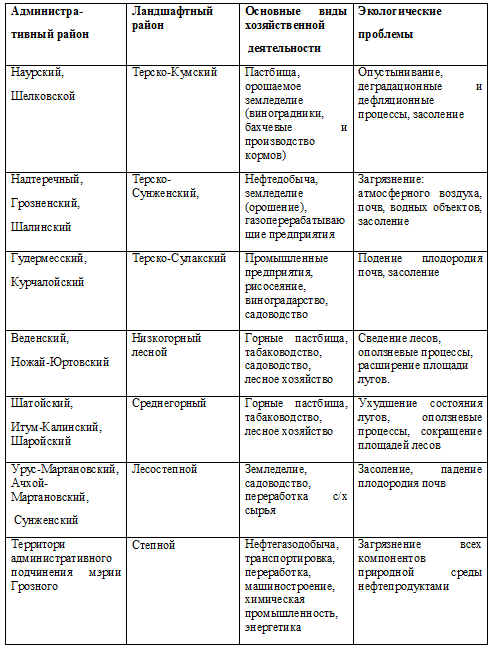 Администра-
тивный район
Ландшафтный
район
Основные виды
хозяйственной
деятельности
Экологические
проблемы
Наурский,
Шелковской
Терско-Кумский
Пастбища,
орошаемое
земледелие
(виноградники,
бахчевые и
производство
кормов)
Опустынивание,
деградационные и
дефляционные
процессы, засоление
Надтеречный,
Грозненский,
Шалинский
Терско-
Сунженский,
Нефтедобыча,
земледелие
(орошение),
газоперерабатываю
щие предприятия
Загрязнение:
атмосферного воздуха,
почв, водных объектов,
засоление
Гудермесский,
Курчалойский
Терско-Сулакский
Промышленные
предприятия,
рисосеяние,
виноградарство,
садоводство
Подение плодородия
почв, засоление
Веденский,
Ножай-Юртовский
Низкогорный
лесной
Горные пастбища,
табаководство,
садоводство,
лесное хозяйство
Сведение лесов,
оползневые процессы,
расширение площади
лугов.
Шатойский,
Итум-Калинский,
Шаройский
Среднегорный
Горные пастбища,
табаководство,
лесное хозяйство
Ухудшение состояния
лугов, оползневые
процессы, сокращение
площадей лесов
Урус-Мартановский,
Ачхой-
Мартановский,
Сунженский
Лесостепной
Земледелие,
садоводство,
переработка с/х
сырья
Засоление, падение
плодородия почв
Территри
административного
подчинения мэрии
Грозного
Степной
Нефтегазодобыча,
транспортировка,
переработка,
машиностроение,
химическая
промышленность,
энергетика
Загрязнение всех
компонентов
природной среды
нефтепродуктами